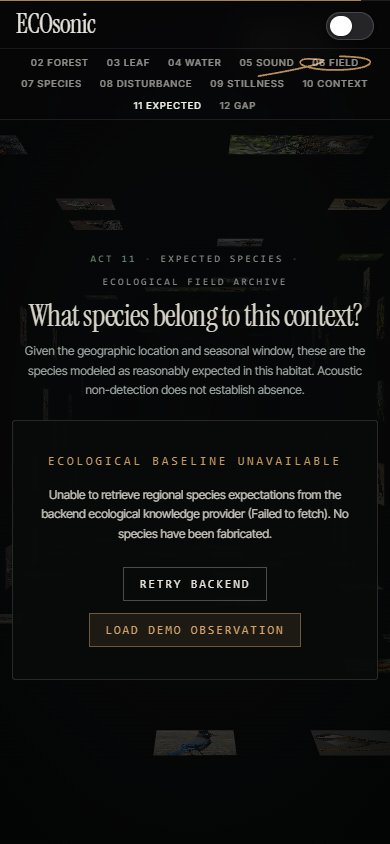 ECOsonic
02 FOREST 03 LEAF 04 WATER 05 SOUND 06 FIELD
07 SPECIES 08 DISTURBANCE 09 STILLNESS 10 CONTEXT
11 EXPECTED 12 GAP
ACT 11 · EXPECTED SPECIES ·
ECOLOGICAL FIELD ARCHIVE
What species belong to this context?
Given the geographic location and seasonal window, these are the
species modeled as reasonably expected in this habitat. Acoustic
non-detection does not establish absence.
ECOLOGICAL BASELINE UNAVAILABLE
Unable to retrieve regional species expectations from the
backend ecological knowledge provider (Failed to fetch). No
species have been fabricated.
RETRY BACKEND
LOAD DEMO OBSERVATION